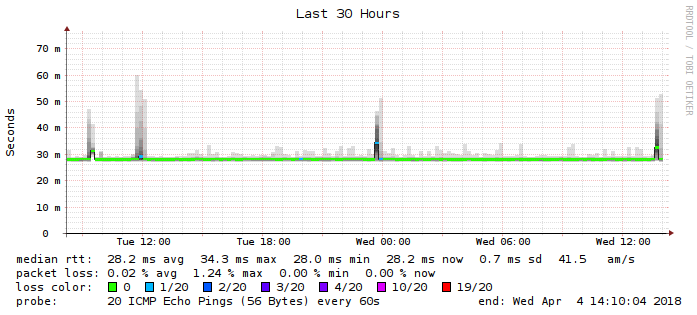 Last 30 Hours
RRDTOOL / TOBI OETIKER
Seconds
70 m
60 m
50 m
40 m
30 m
20 m
10 m
0
Tue 12:00 Tue 18:00 Wed 00:00 Wed 06:00 Wed 12:00
median rtt: 28.2 ms avg 34.3 ms max 28.0 ms min 28.2 ms now 0.7 ms sd 41.5 am/s
packet loss: 0.02 % avg 1.24 % max 0.00 % min 0.00 % now
loss color: 0 1/20 2/20 3/20 4/20 10/20 19/20
probe: 20 ICMP Echo Pings (56 Bytes) every 60s end: Wed Apr 4 14:10:04 2018